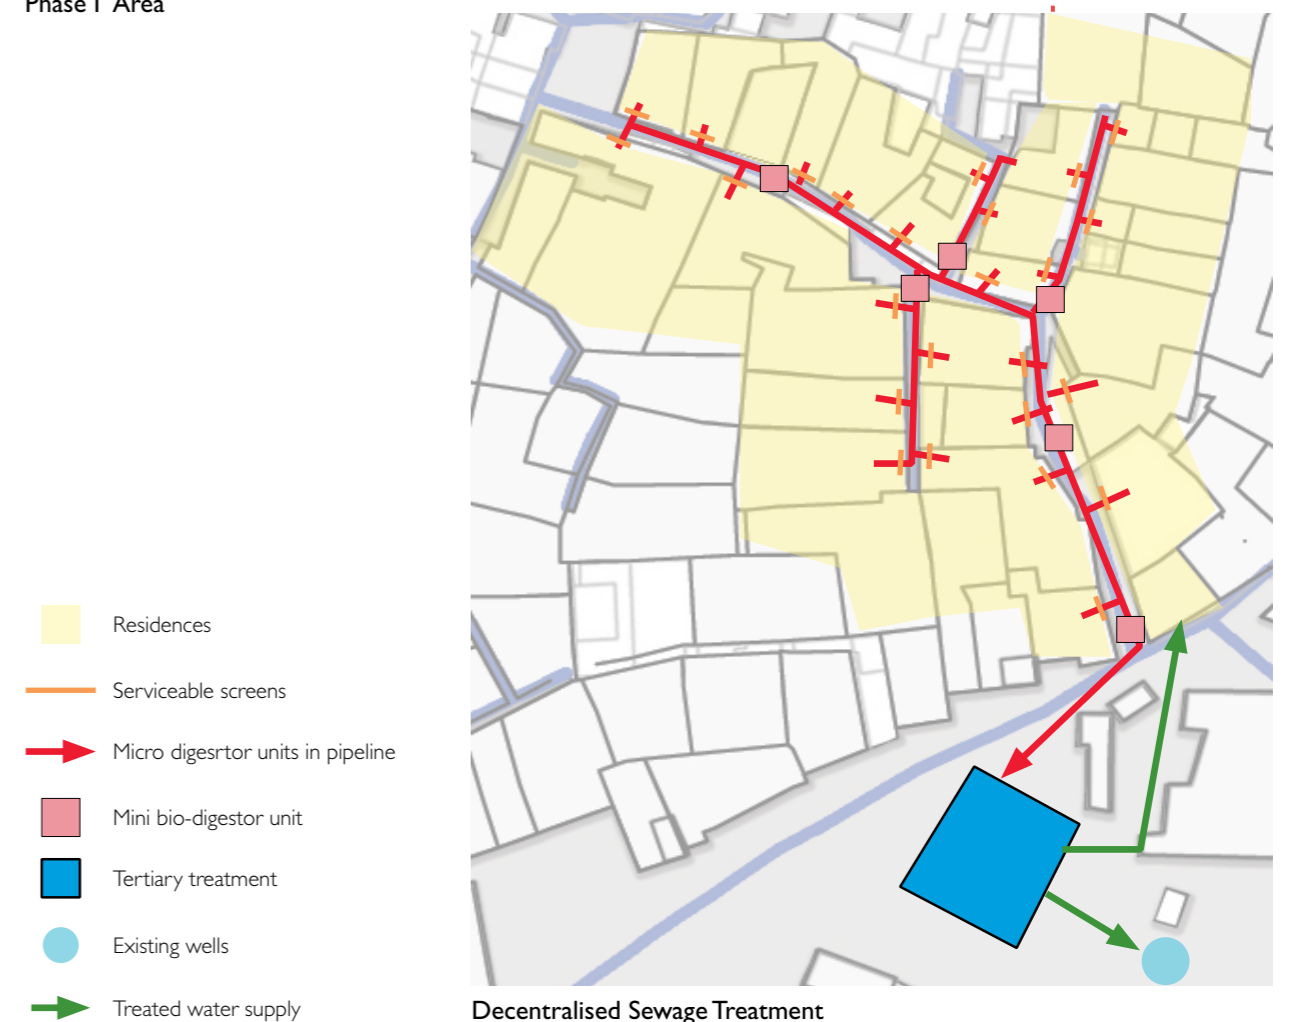 Phase 1 Area
Residences
Serviceable screens
Micro digesrtor units in pipeline
Mini bio-digestor unit
Tertiary treatment
Existing wells
Treated water supply
Decentralised Sewage Treatment